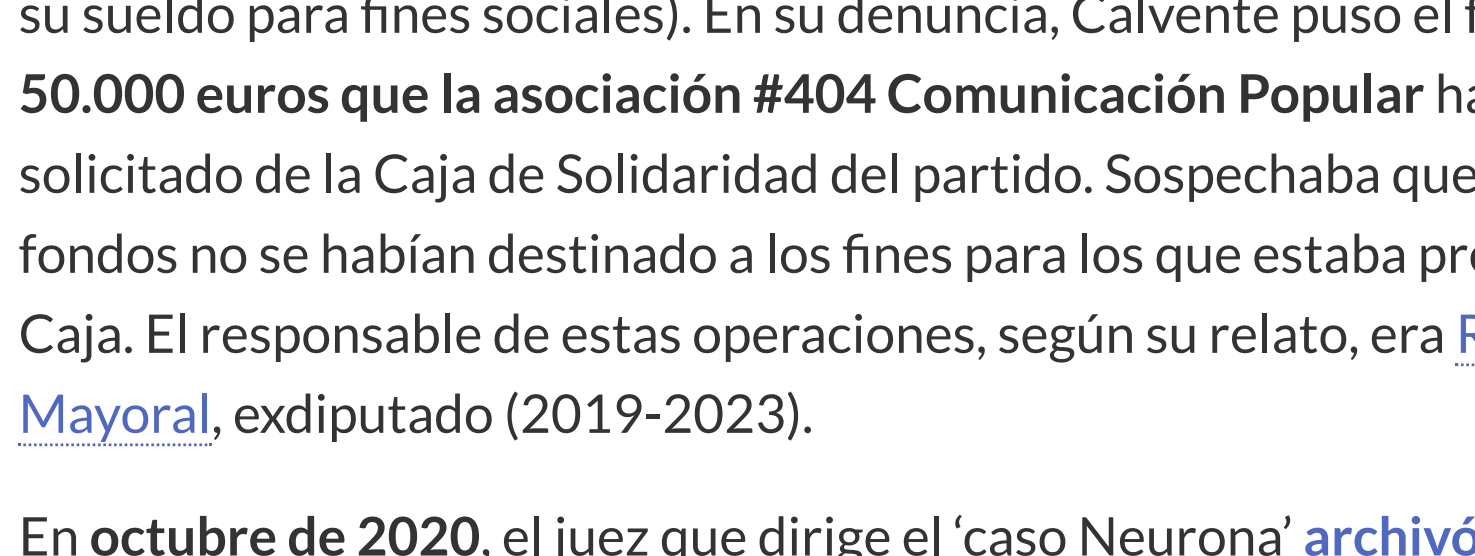 su sueldo para fines sociales). En su denuncia, Calvente puso el
50.000 euros que la asociación #404 Comunicación Popular
solicitado de la Caja de Solidaridad del partido. Sospechaba que
fondos no se habían destinado a los fines para los que estaba
Caja. El responsable de estas operaciones, según su relato, era
Mayoral, exdiputado (2019-2023).
En octubre de 2020, el juez que dirige el ‘caso Neurona’ archivó